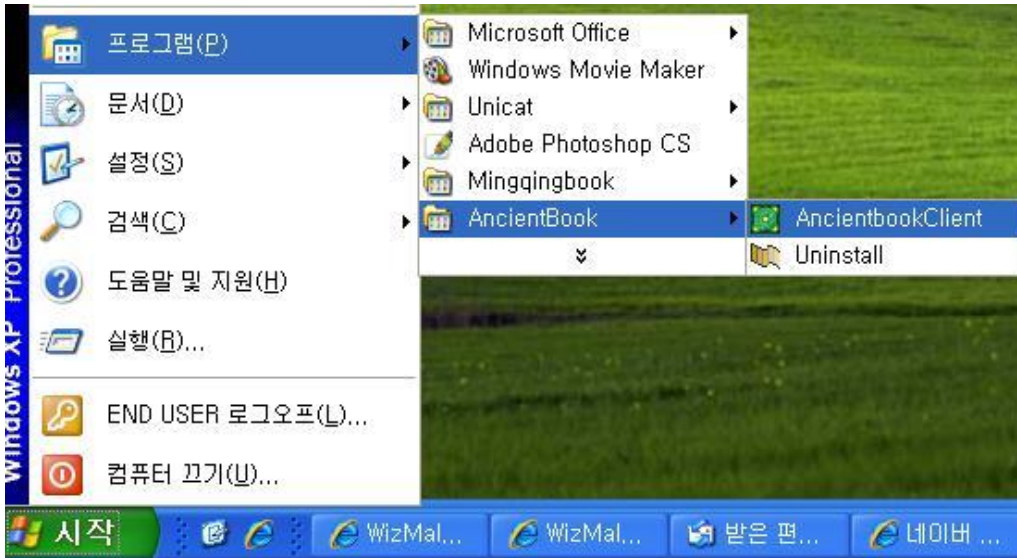 Windows XP Professional
프로그램(P)
문서(D)
설정(S)
검색(C)
도움말 및 지원(H)
실행(R)...
END USER 로그오프(L)...
컴퓨터 끄기(U)...
Microsoft Office
Windows Movie Maker
Unicat
Adobe Photoshop CS
Mingqingbook
AncientBook
AncientbookClient
Uninstall
시작
WizMal...
WizMal...
받은 편...
네이버 ...